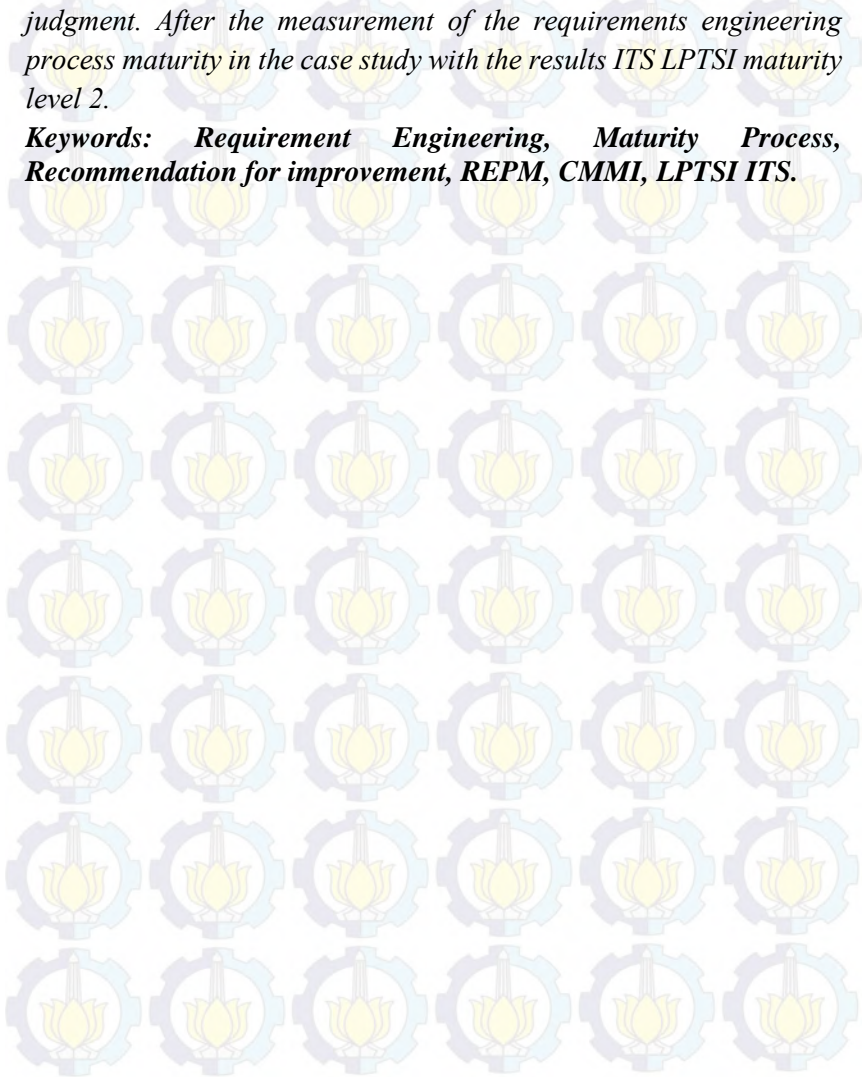 judgment. After the measurement of the requirements engineering
process maturity in the case study with the results ITS LPTSI maturity
level 2.
Keywords: Requirement Engineering, Maturity Process,
Recommendation for improvement, REPM, CMMI, LPTSI ITS.